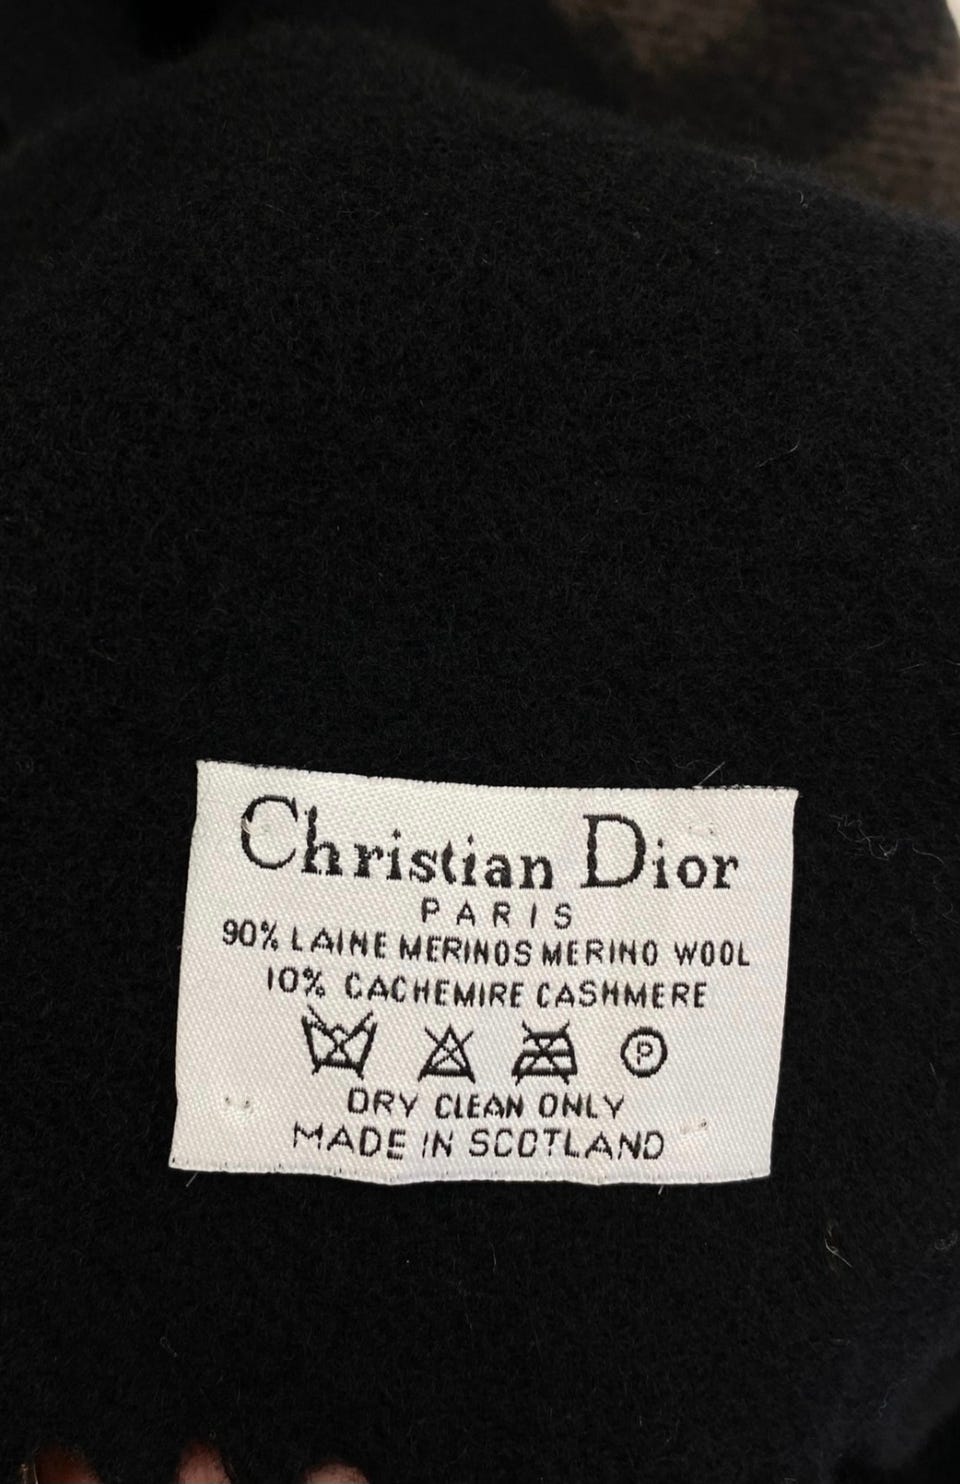 Christian Dior
PARIS
90% LAINE MERINOS MERINO WOOL
10% CACHEMIRE CASHMERE
P
DRY CLEAN ONLY
MADE IN SCOTLAND